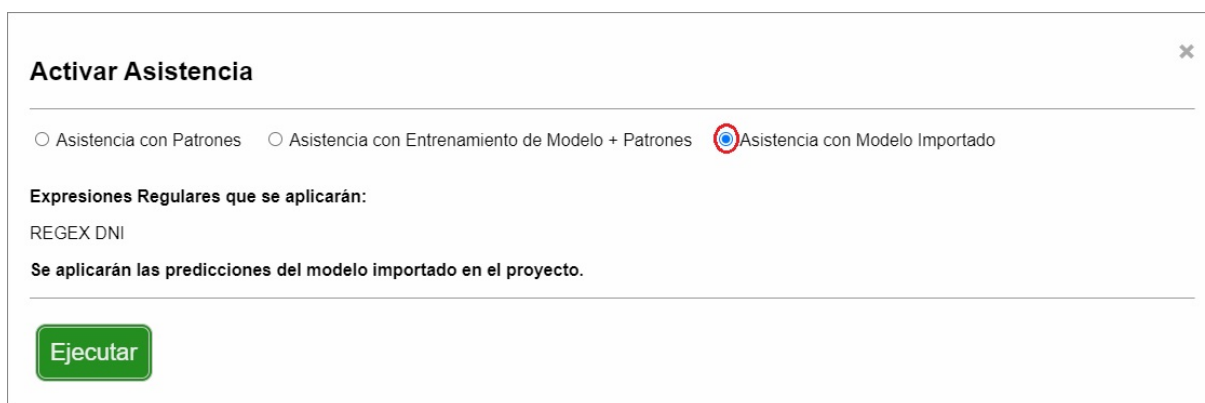 Activar Asistencia
Asistencia con Patrones Asistencia con Entrenamiento de Modelo + Patrones Asistencia con Modelo Importado
Expresiones Regulares que se aplicarán:
REGEX DNI
Se aplicarán las predicciones del modelo importado en el proyecto.
Ejecutar